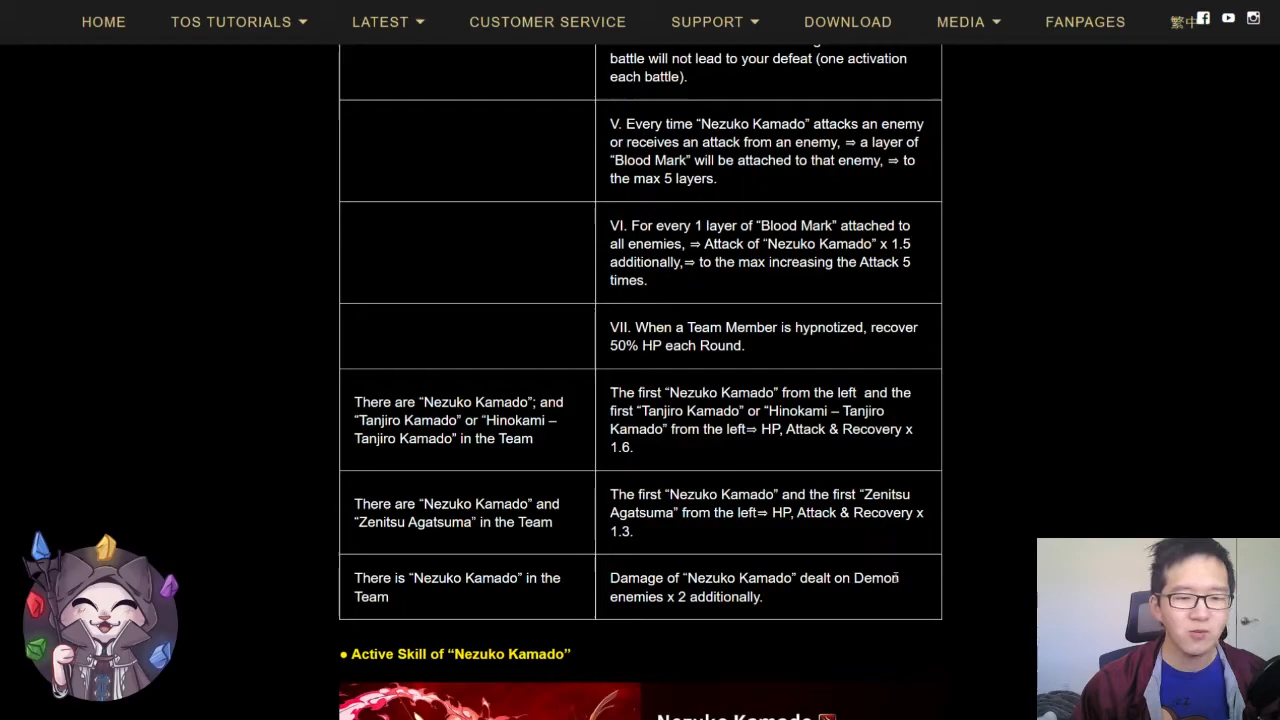 HOME
TOS TUTORIALS
LATEST
CUSTOMER SERVICE
SUPPORT
DOWNLOAD
MEDIA
FANPAGES
繁中
battle will not lead to your defeat (one activation
each battle).
V. Every time “Nezuko Kamado” attacks an enemy
or receives an attack from an enemy, ⇒ a layer of
“Blood Mark” will be attached to that enemy, ⇒ to
the max 5 layers.
VI. For every 1 layer of “Blood Mark” attached to
all enemies, ⇒ Attack of “Nezuko Kamado” x 1.5
additionally,⇒ to the max increasing the Attack 5
times.
VII. When a Team Member is hypnotized, recover
50% HP each Round.
There are “Nezuko Kamado”; and
“Tanjiro Kamado” or “Hinokami –
Tanjiro Kamado” in the Team
The first “Nezuko Kamado” from the left and the
first “Tanjiro Kamado” or “Hinokami – Tanjiro
Kamado” from the left⇒ HP, Attack & Recovery x
1.6.
There are “Nezuko Kamado” and
“Zenitsu Agatsuma” in the Team
The first “Nezuko Kamado” and the first “Zenitsu
Agatsuma” from the left⇒ HP, Attack & Recovery x
1.3.
There is “Nezuko Kamado” in the
Team
Damage of “Nezuko Kamado” dealt on Demon
enemies x 2 additionally.
● Active Skill of “Nezuko Kamado”
Nezuko Kamado